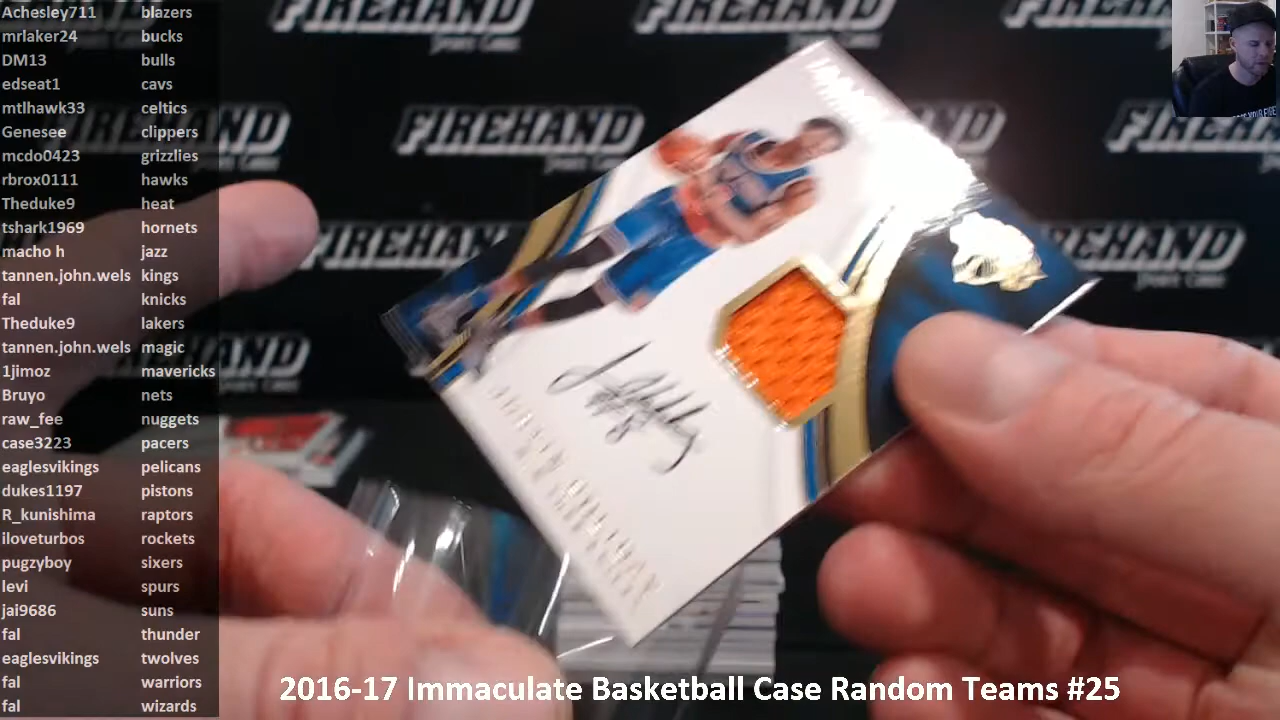 Achesley711 blazers
mrlaker24 bucks
DM13 bulls
edseat1 cavs
mtlhawk33 celtics
Genesee clippers
mcdo0423 grizzlies
rbrox0111 hawks
Theduke9 heat
tshark1969 hornets
macho h jazz
tannen.john.wels kings
fal knicks
Theduke9 lakers
tannen.john.wels magic
1jimoz mavericks
Bruyo nets
raw_fee nuggets
case3223 pacers
eaglesvikings pelicans
dukes1197 pistons
R_kunishima raptors
iloveturbos rockets
pugzyboy sixers
levi spurs
jai9686 suns
fal thunder
eaglesvikings twolves
fal warriors
fal wizards
FIREHAND
SPORTS CARDS
FIREHAND
FIREHAND
FIREHAND
FIREHAND
FIREHAND
FIREHAND
2016-17 Immaculate Basketball Case Random Teams #25